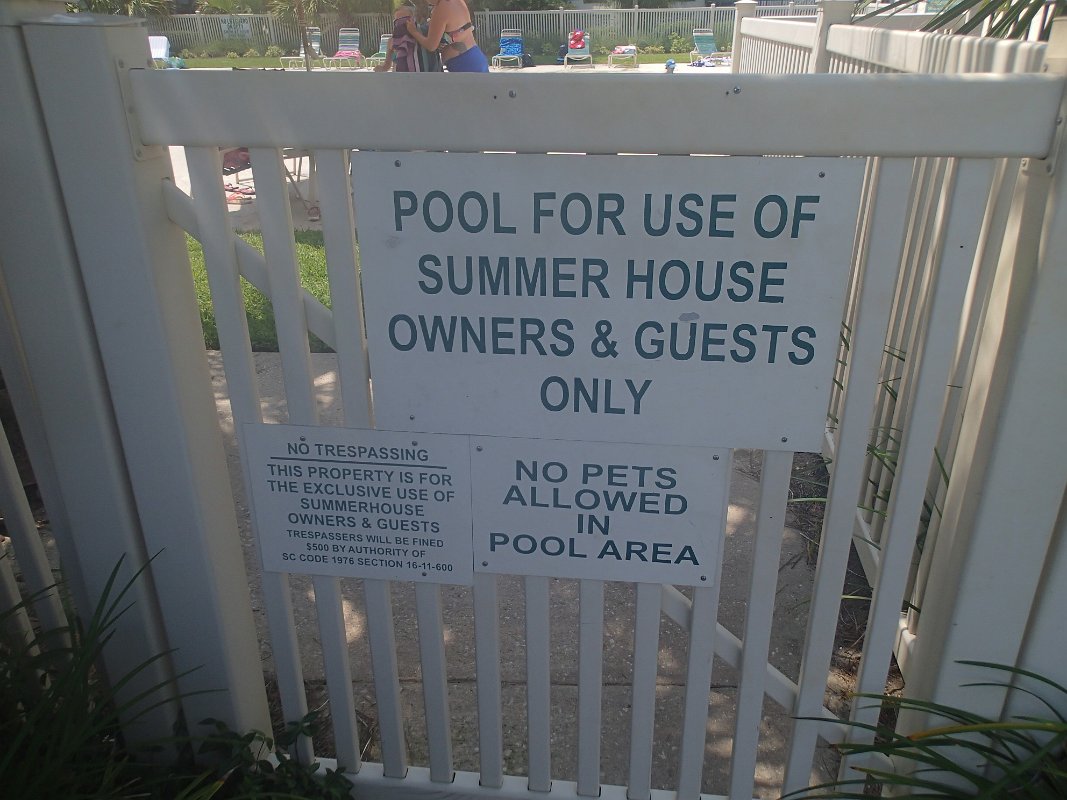 POOL FOR USE OF
SUMMER HOUSE
OWNERS & GUESTS
ONLY
NO TRESPASSING
THIS PROPERTY IS FOR
THE EXCLUSIVE USE OF
SUMMERHOUSE
OWNERS & GUESTS
TRESPASSERS WILL BE FINED
$500 BY AUTHORITY OF
SC CODE 1976 SECTION 16-11-600
NO PETS
ALLOWED
IN
POOL AREA